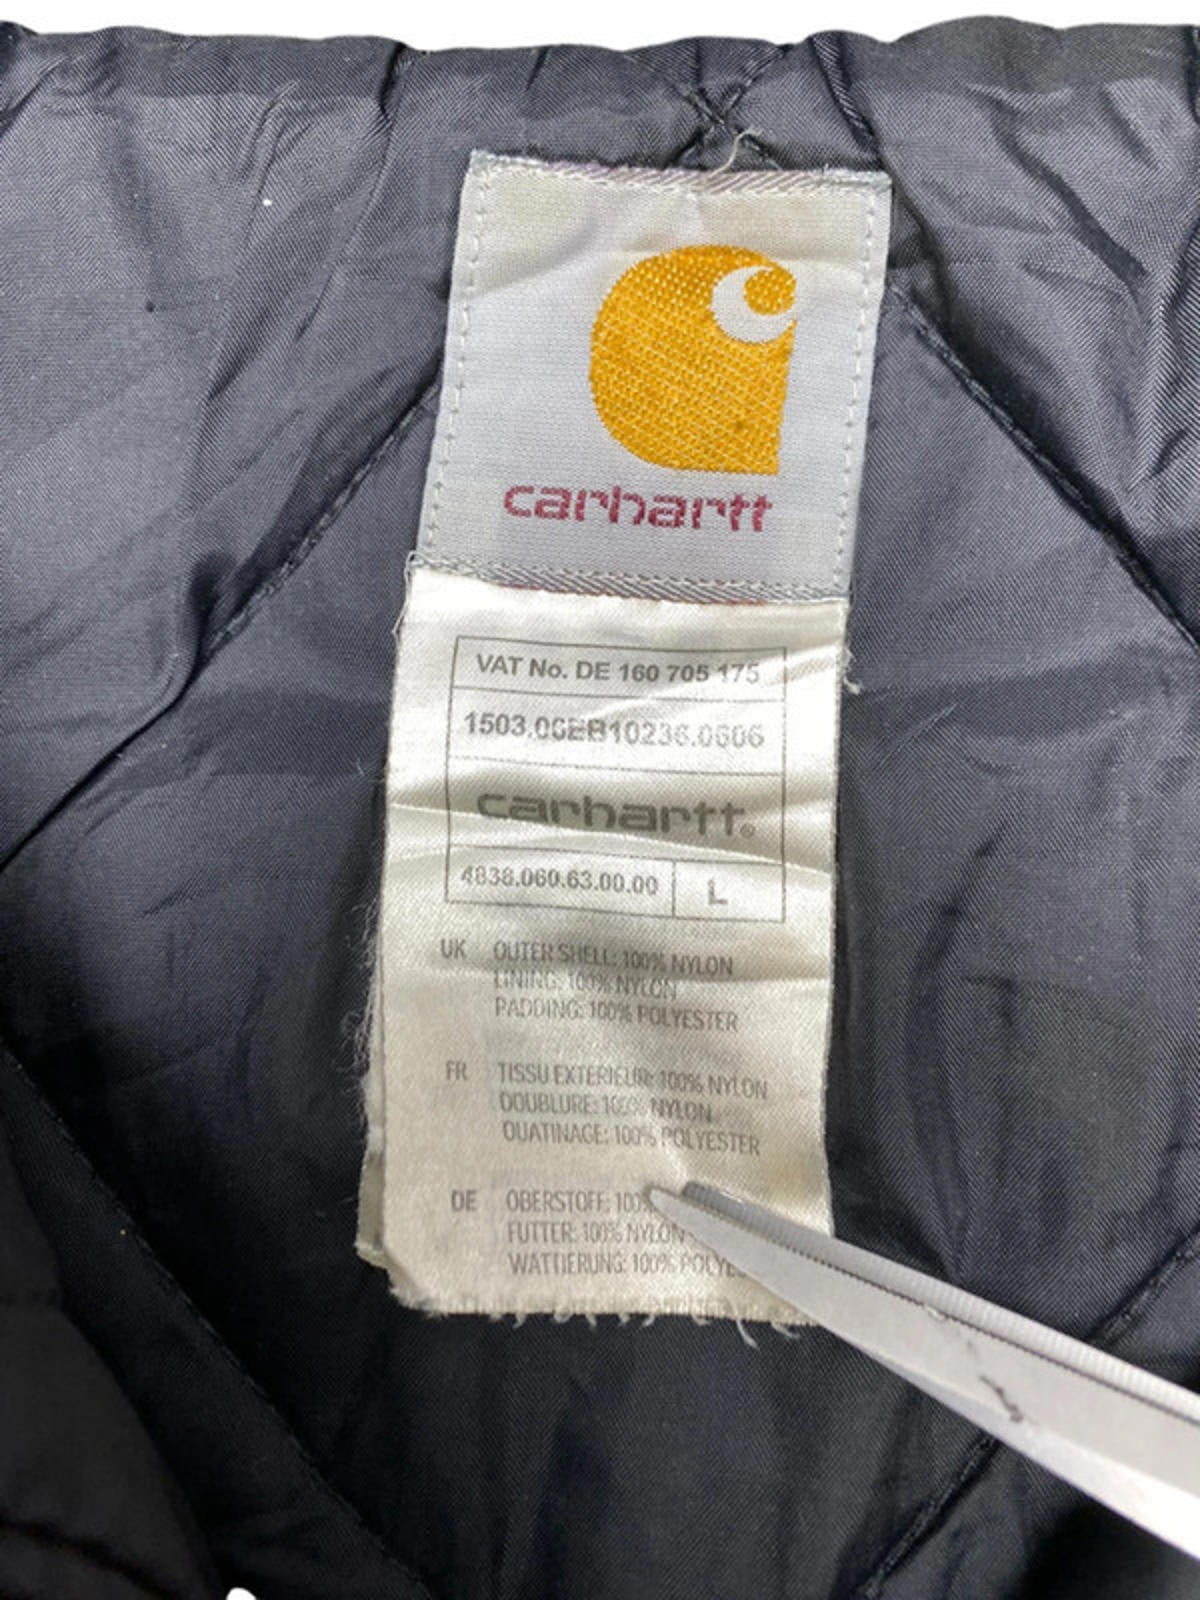 carhartt
VAT No. DE 160 705 175
1503.06EB10236.0606
carhartt®
4838.060.63.00.00 L
UK OUTER SHELL: 100% NYLON
LINING: 100% NYLON
PADDING: 100% POLYESTER
FR TISSU EXTERIEUR: 100% NYLON
DOUBLURE: 100% NYLON
OUATINAGE: 100% POLYESTER
DE OBERSTOFF: 100%
FUTTER: 100% NYLON
WATTIERUNG: 100%